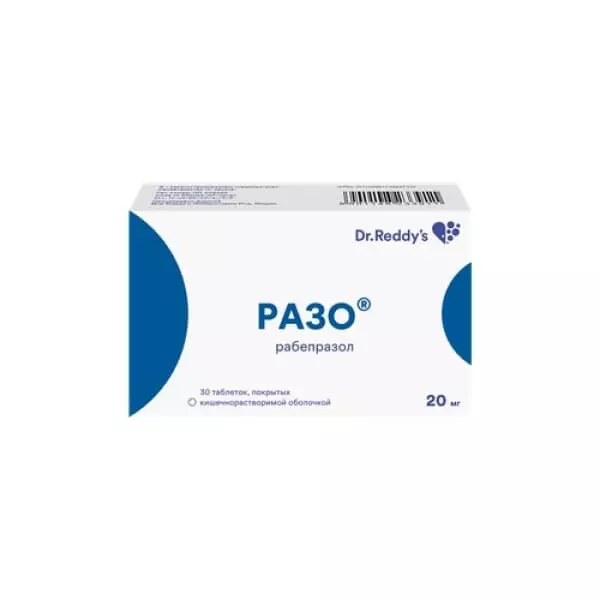 Dr.Reddy's
РАЗО®
рабепразол
30 таблеток, покрытых
кишечнорастворимой оболочкой
20 мг